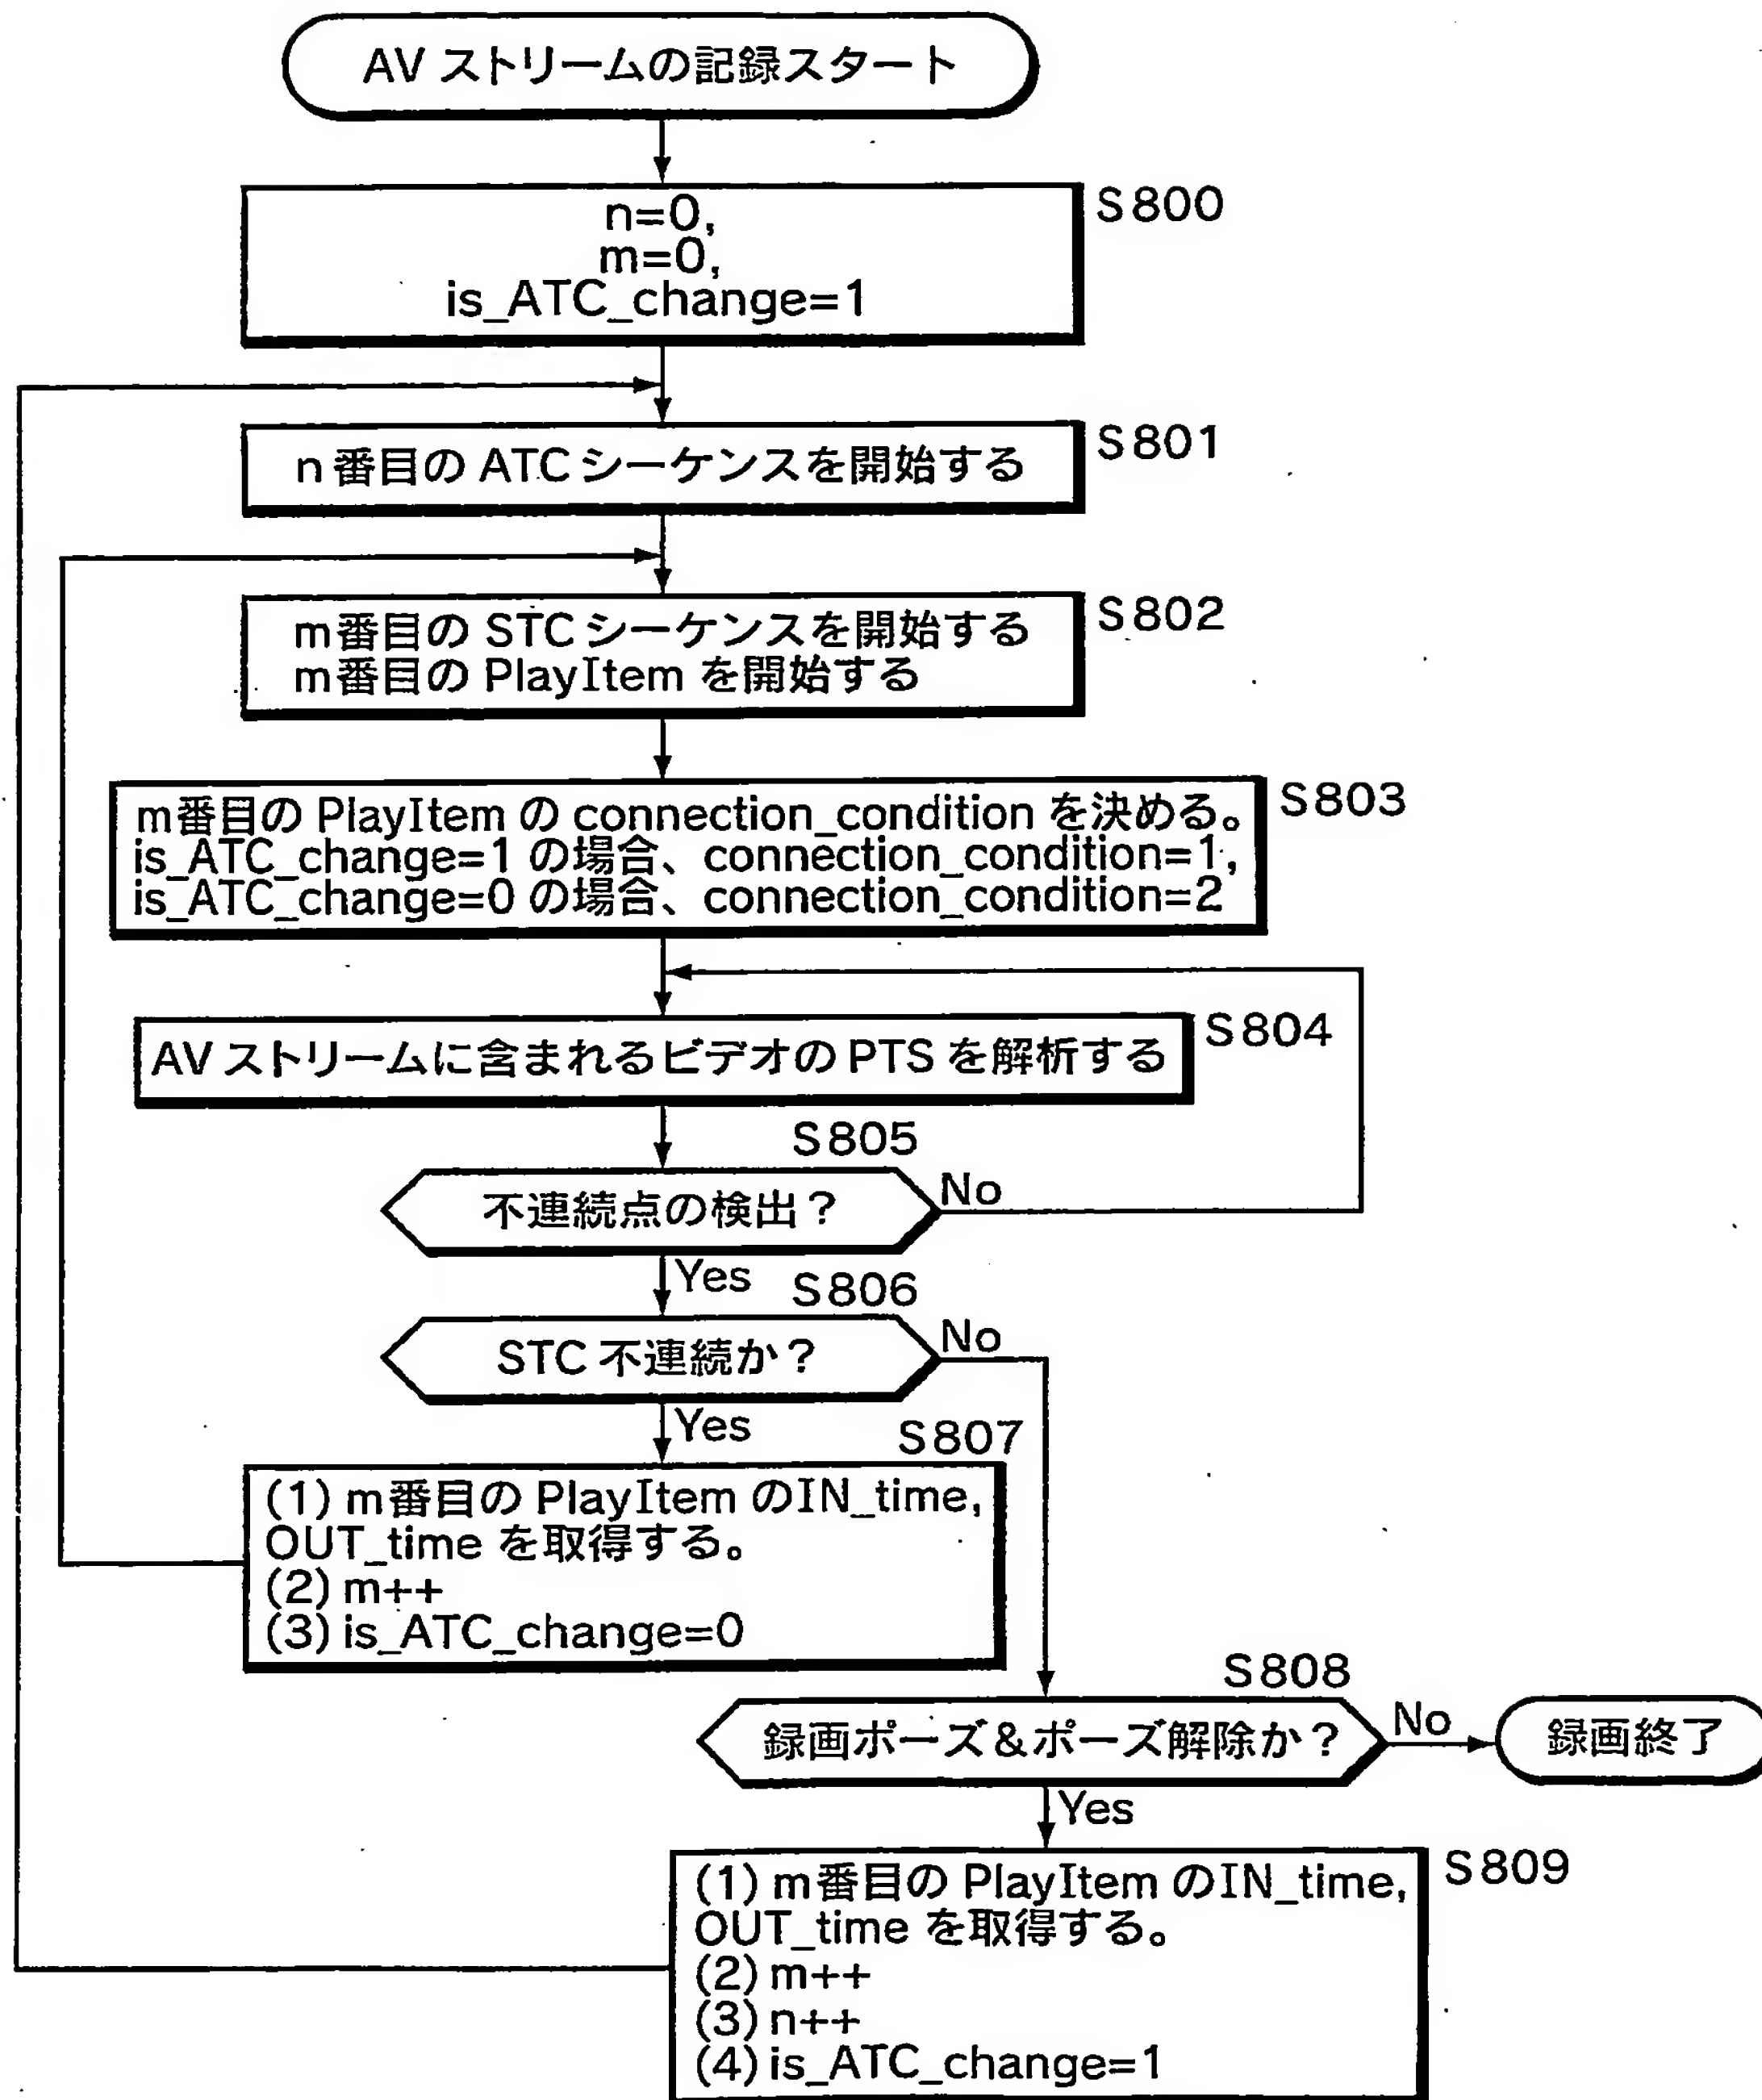 AV ストリームの記録スタート
S800
n=0,
m=0,
is_ATC_change=1
S801
n番目の ATC シーケンスを開始する
S802
m番目の STC シーケンスを開始する
m番目の PlayItem を開始する
S803
m番目の PlayItem の connection_condition を決める。
is_ATC_change=1 の場合、connection_condition=1,
is_ATC_change=0 の場合、connection_condition=2
S804
AV ストリームに含まれるビデオの PTS を解析する
S805
不連続点の検出？
No
Yes
S806
STC 不連続か？
No
Yes
S807
(1) m番目の PlayItem のIN_time,
OUT_time を取得する。
(2) m++
(3) is_ATC_change=0
S808
録画ポーズ＆ポーズ解除か？
No
録画終了
Yes
S809
(1) m番目の PlayItem のIN_time,
OUT_time を取得する。
(2) m++
(3) n++
(4) is_ATC_change=1